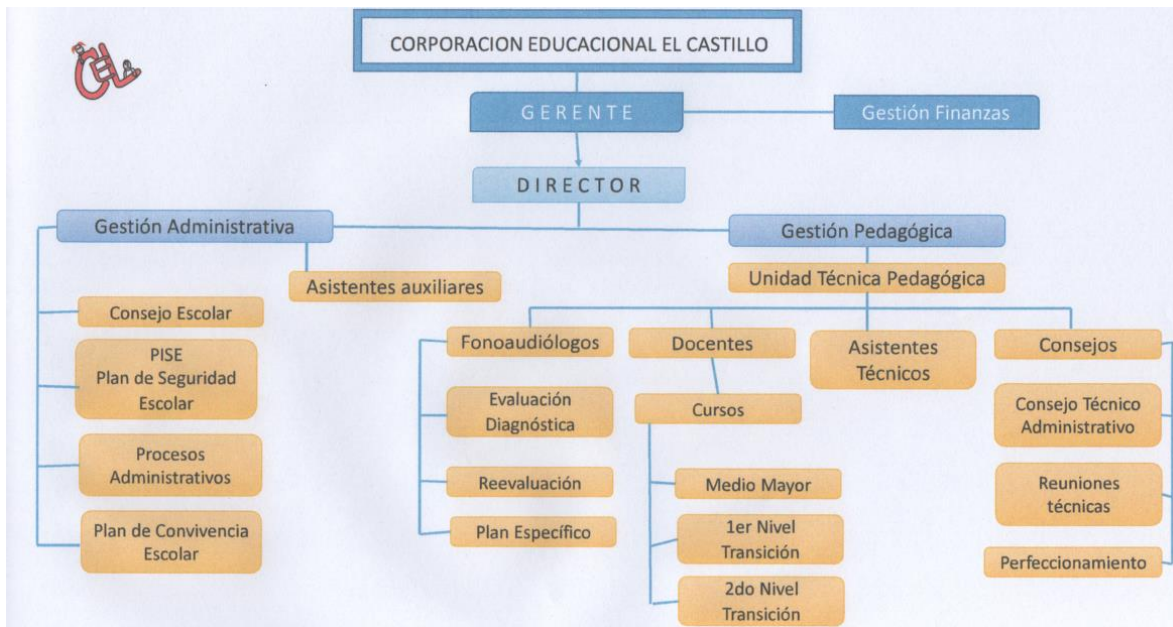 CEL
CORPORACION EDUCACIONAL EL CASTILLO
GERENTE
Gestión Finanzas
DIRECTOR
Gestión Administrativa
Gestión Pedagógica
Asistentes auxiliares
Unidad Técnica Pedagógica
Consejo Escolar
PISE
Plan de Seguridad
Escolar
Procesos
Administrativos
Plan de Convivencia
Escolar
Fonoaudiólogos
Evaluación
Diagnóstica
Reevaluación
Plan Específico
Docentes
Cursos
Medio Mayor
1er Nivel
Transición
2do Nivel
Transición
Asistentes
Técnicos
Consejos
Consejo Técnico
Administrativo
Reuniones
técnicas
Perfeccionamiento